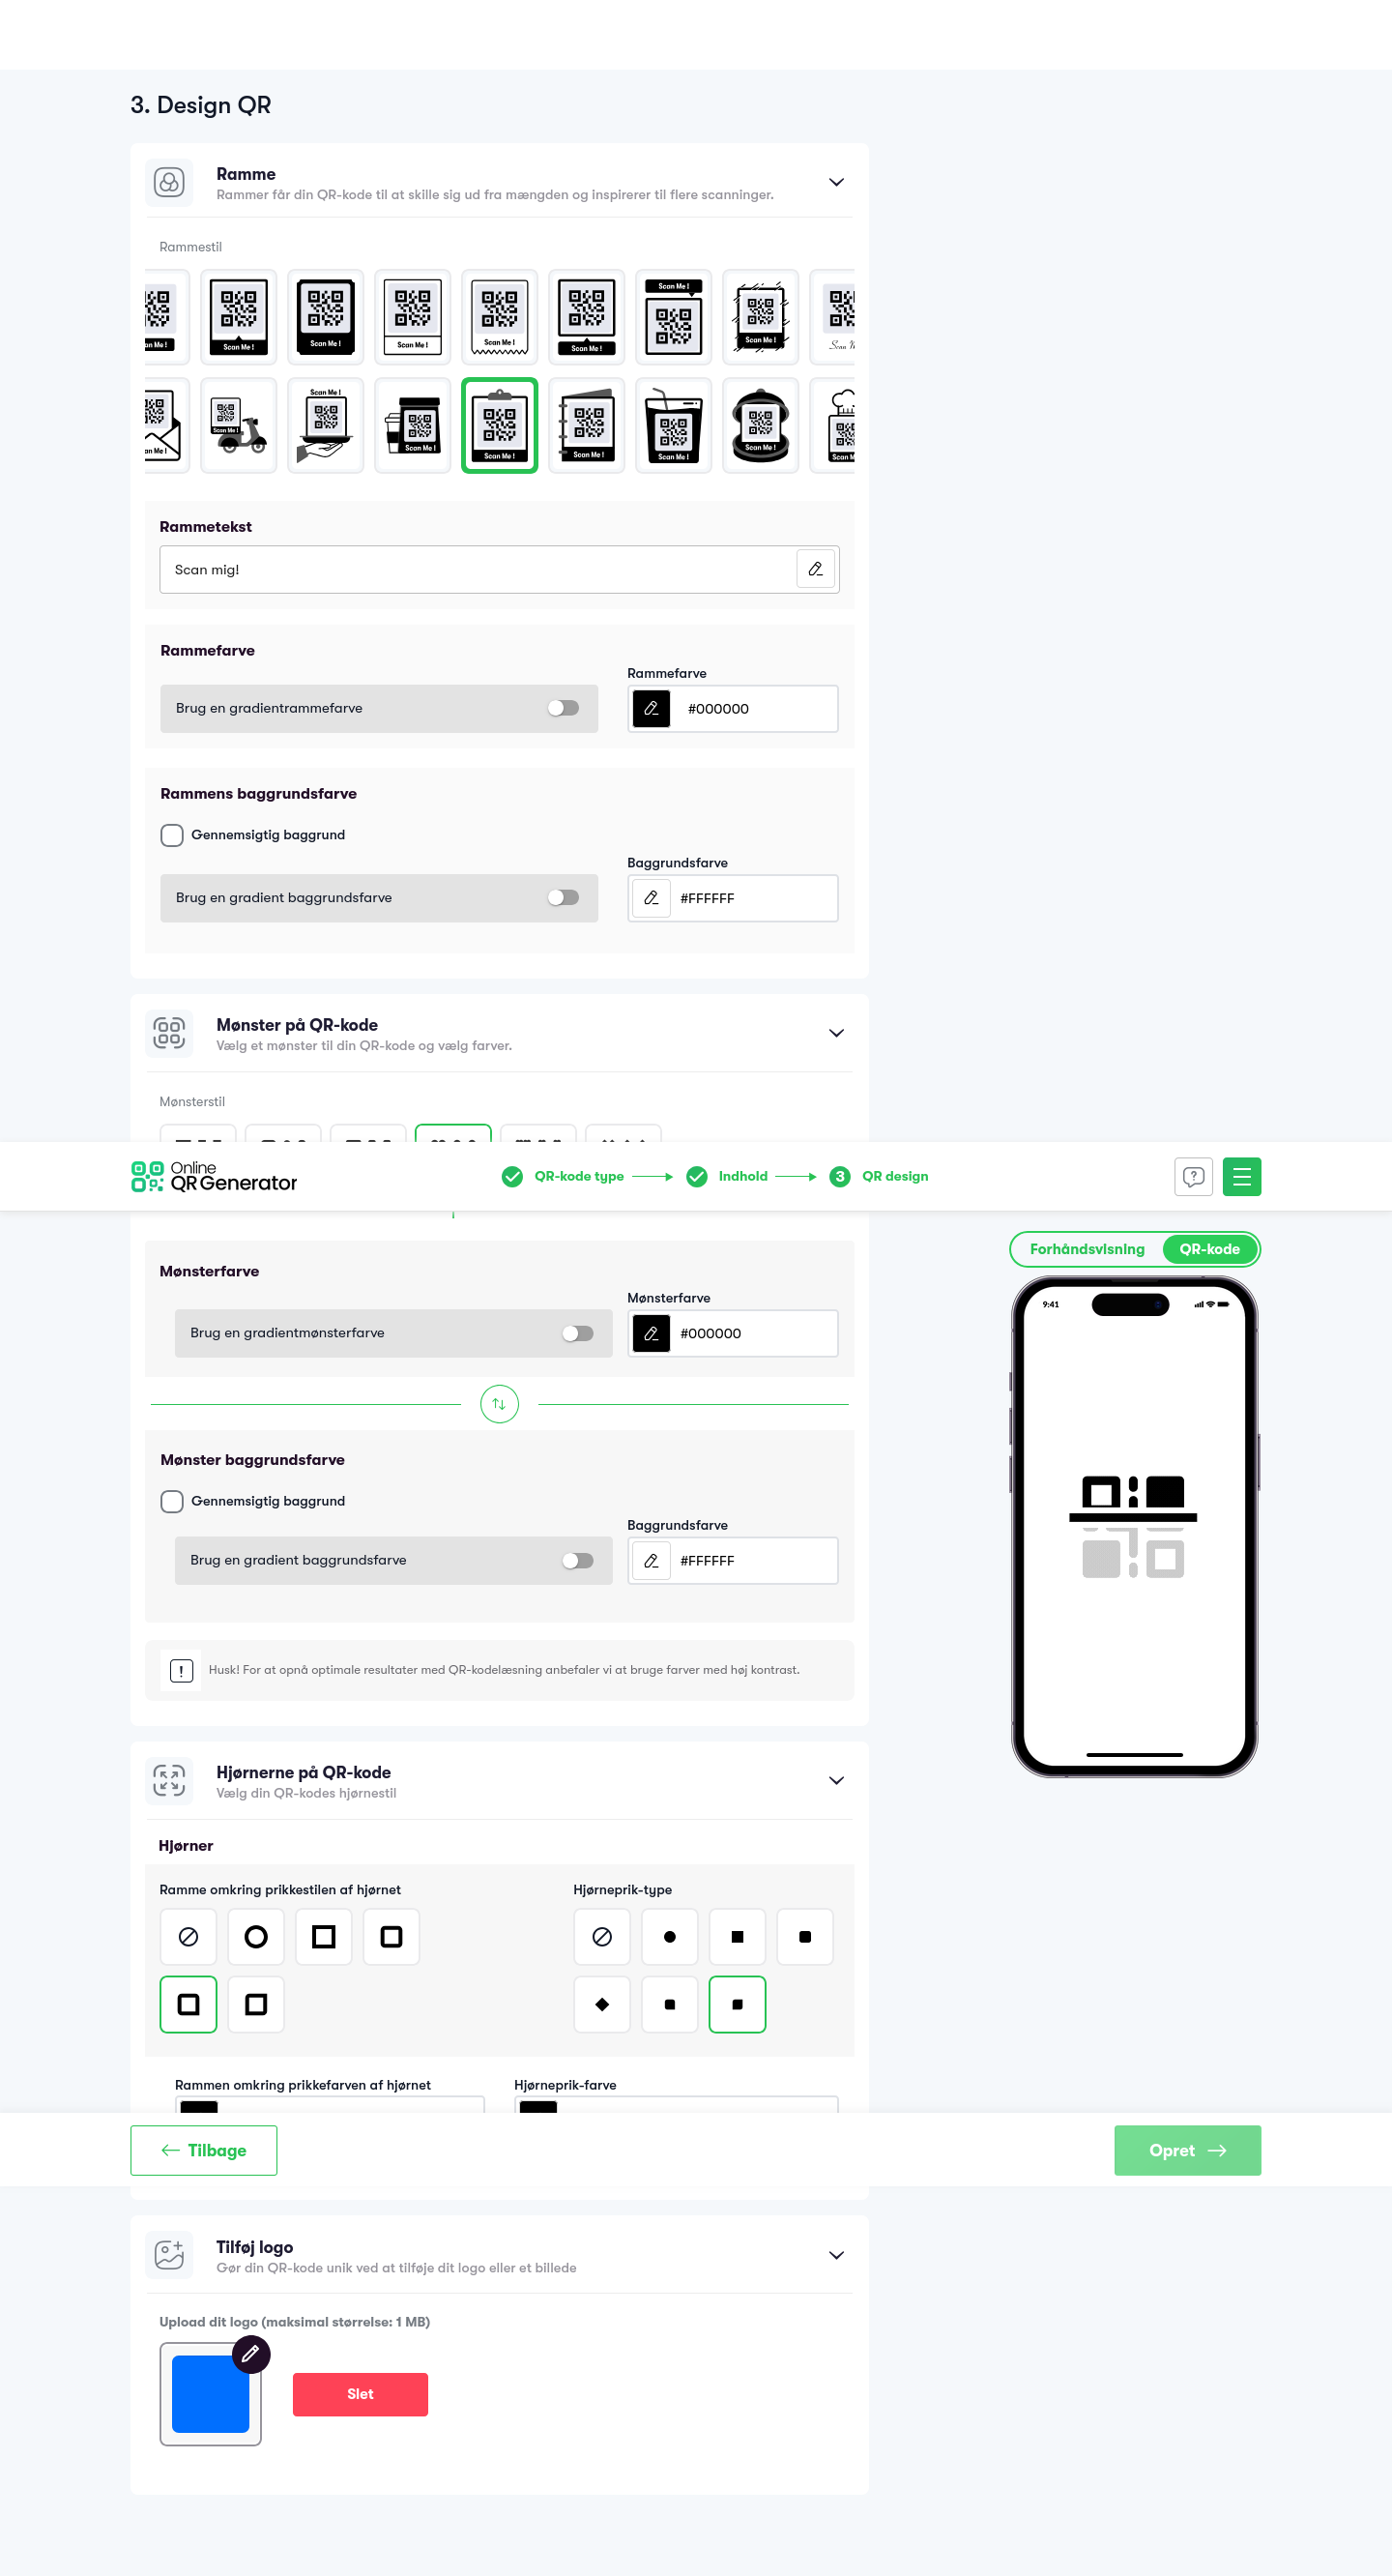 3. Design QR
Ramme
Rammer får din QR-kode til at skille sig ud fra mængden og inspirerer til flere scanninger.
Rammestil
Scan Me !
Scan Me !
Scan Me !
Scan Me !
Scan Me !
Scan Me !
Scan Me !
Scan Me !
Scan Me !
Scan Me !
Scan Me !
Scan Me !
Scan Me !
Scan Me !
Rammetekst
Scan mig!
Rammefarve
Rammefarve
Brug en gradientrammefarve
#000000
Rammens baggrundsfarve
Gennemsigtig baggrund
Baggrundsfarve
Brug en gradient baggrundsfarve
#FFFFFF
Mønster på QR-kode
Vælg et mønster til din QR-kode og vælg farver.
Mønsterstil
Online
QR Generator
QR-kode type
Indhold
3 QR design
Forhåndsvisning
QR-kode
Mønsterfarve
Mønsterfarve
Brug en gradientmønsterfarve
#000000
9:41
Mønster baggrundsfarve
Gennemsigtig baggrund
Baggrundsfarve
Brug en gradient baggrundsfarve
#FFFFFF
Husk! For at opnå optimale resultater med QR-kodelæsning anbefaler vi at bruge farver med høj kontrast.
Hjørnerne på QR-kode
Vælg din QR-kodes hjørnestil
Hjørner
Ramme omkring prikkestilen af hjørnet
Hjørneprik-type
Rammen omkring prikkefarven af hjørnet
Hjørneprik-farve
Tilbage
Opret
Tilføj logo
Gør din QR-kode unik ved at tilføje dit logo eller et billede
Upload dit logo (maksimal størrelse: 1 MB)
Slet